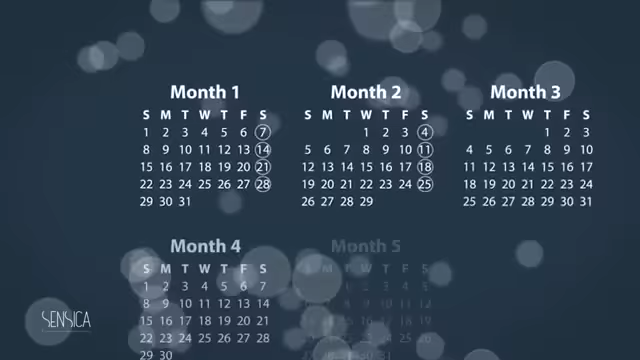 Month 1
S M T W T F S
1 2 3 4 5 6 7
8 9 10 11 12 13 14
15 16 17 18 19 20 21
22 23 24 25 26 27 28
29 30 31
Month 2
S M T W T F S
1 2 3 4
5 6 7 8 9 10 11
12 13 14 15 16 17 18
19 20 21 22 23 24 25
26 27 28 29
Month 3
S M T W T F S
1 2 3
4 5 6 7 8 9 10
11 12 13 14 15 16 17
18 19 20 21 22 23 24
25 26 27 28 29 30 31
Month 4
S M T W T F S
1 2 3 4 5 6 7
8 9 10 11 12 13 14
15 16 17 18 19 20 21
22 23 24 25 26 27 28
29 30
Month 5
S M T W T F S
SENSICA